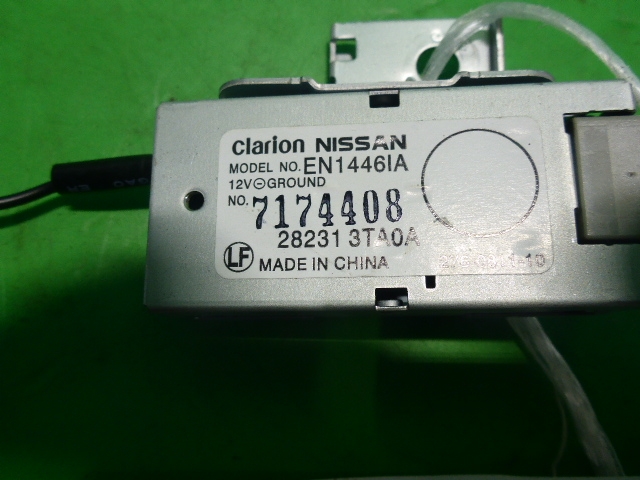 clarion NISSAN
MODEL NO. EN1446IA
12V⊖GROUND
NO. 7174408
28231 3TA0A
LF MADE IN CHINA